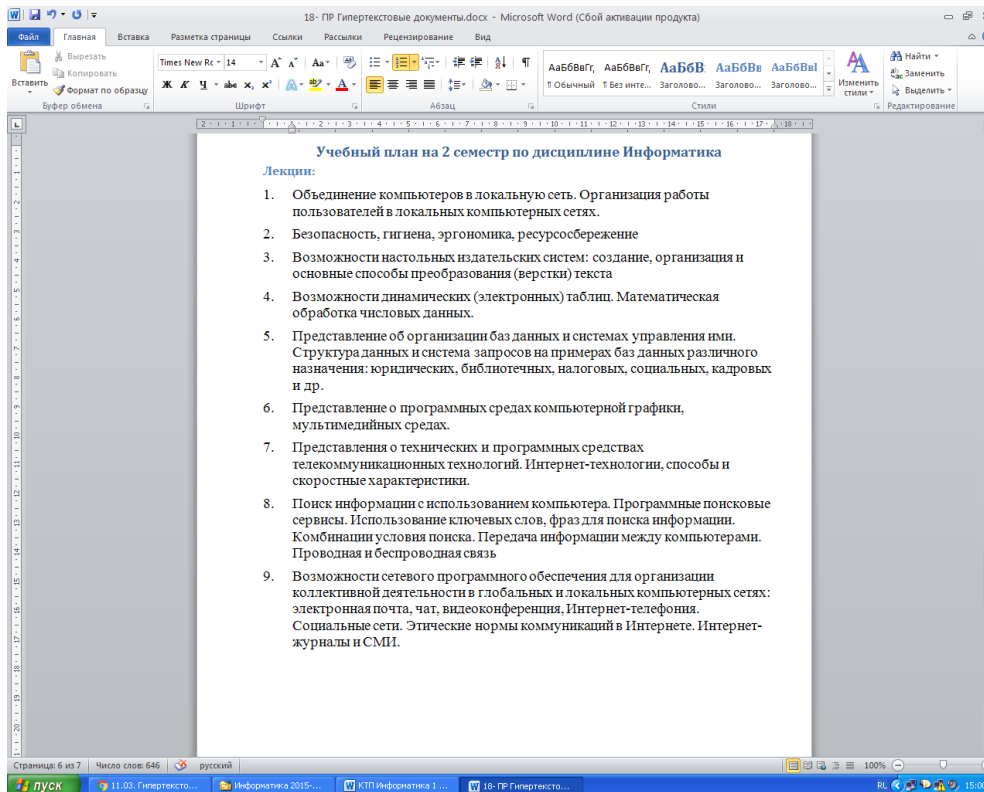 18- ПР Гипертекстовые документы.docx - Microsoft Word (Сбой активации продукта)
Файл Главная Вставка Разметка страницы Ссылки Рассылки Рецензирование Вид
Вставить
Вырезать
Копировать
Формат по образцу
Буфер обмена
Times New Rc 14
Ж К Ч abc x, x²
Шрифт
Абзац
АаБбВвГг, АаБбВвГг, АаБбВ АаБбВв АаБбВвІ
¶ Обычный ¶ Без инте... Заголово... Заголово... Заголово...
Изменить стили
Стили
Найти
Заменить
Выделить
Редактирование
Учебный план на 2 семестр по дисциплине Информатика
Лекции:
1. Объединение компьютеров в локальную сеть. Организация работы
пользователей в локальных компьютерных сетях.
2. Безопасность, гигиена, эргономика, ресурсосбережение
3. Возможности настольных издательских систем: создание, организация и
основные способы преобразования (верстки) текста
4. Возможности динамических (электронных) таблиц. Математическая
обработка числовых данных.
5. Представление об организации баз данных и системах управления ими.
Структура данных и система запросов на примерах баз данных различного
назначения: юридических, библиотечных, налоговых, социальных, кадровых
и др.
6. Представление о программных средах компьютерной графики,
мультимедийных средах.
7. Представления о технических и программных средствах
телекоммуникационных технологий. Интернет-технологии, способы и
скоростные характеристики.
8. Поиск информации с использованием компьютера. Программные поисковые
сервисы. Использование ключевых слов, фраз для поиска информации.
Комбинации условия поиска. Передача информации между компьютерами.
Проводная и беспроводная связь
9. Возможности сетевого программного обеспечения для организации
коллективной деятельности в глобальных и локальных компьютерных сетях:
электронная почта, чат, видеоконференция, Интернет-телефония.
Социальные сети. Этические нормы коммуникаций в Интернете. Интернет-
журналы и СМИ.
Страница: 6 из 7 Число слов: 646 русский 100%
пуск 11.03. Гипертексто... Информатика 2015-... КТП Информатика 1 ... 18- ПР Гипертексто... RL 15:00